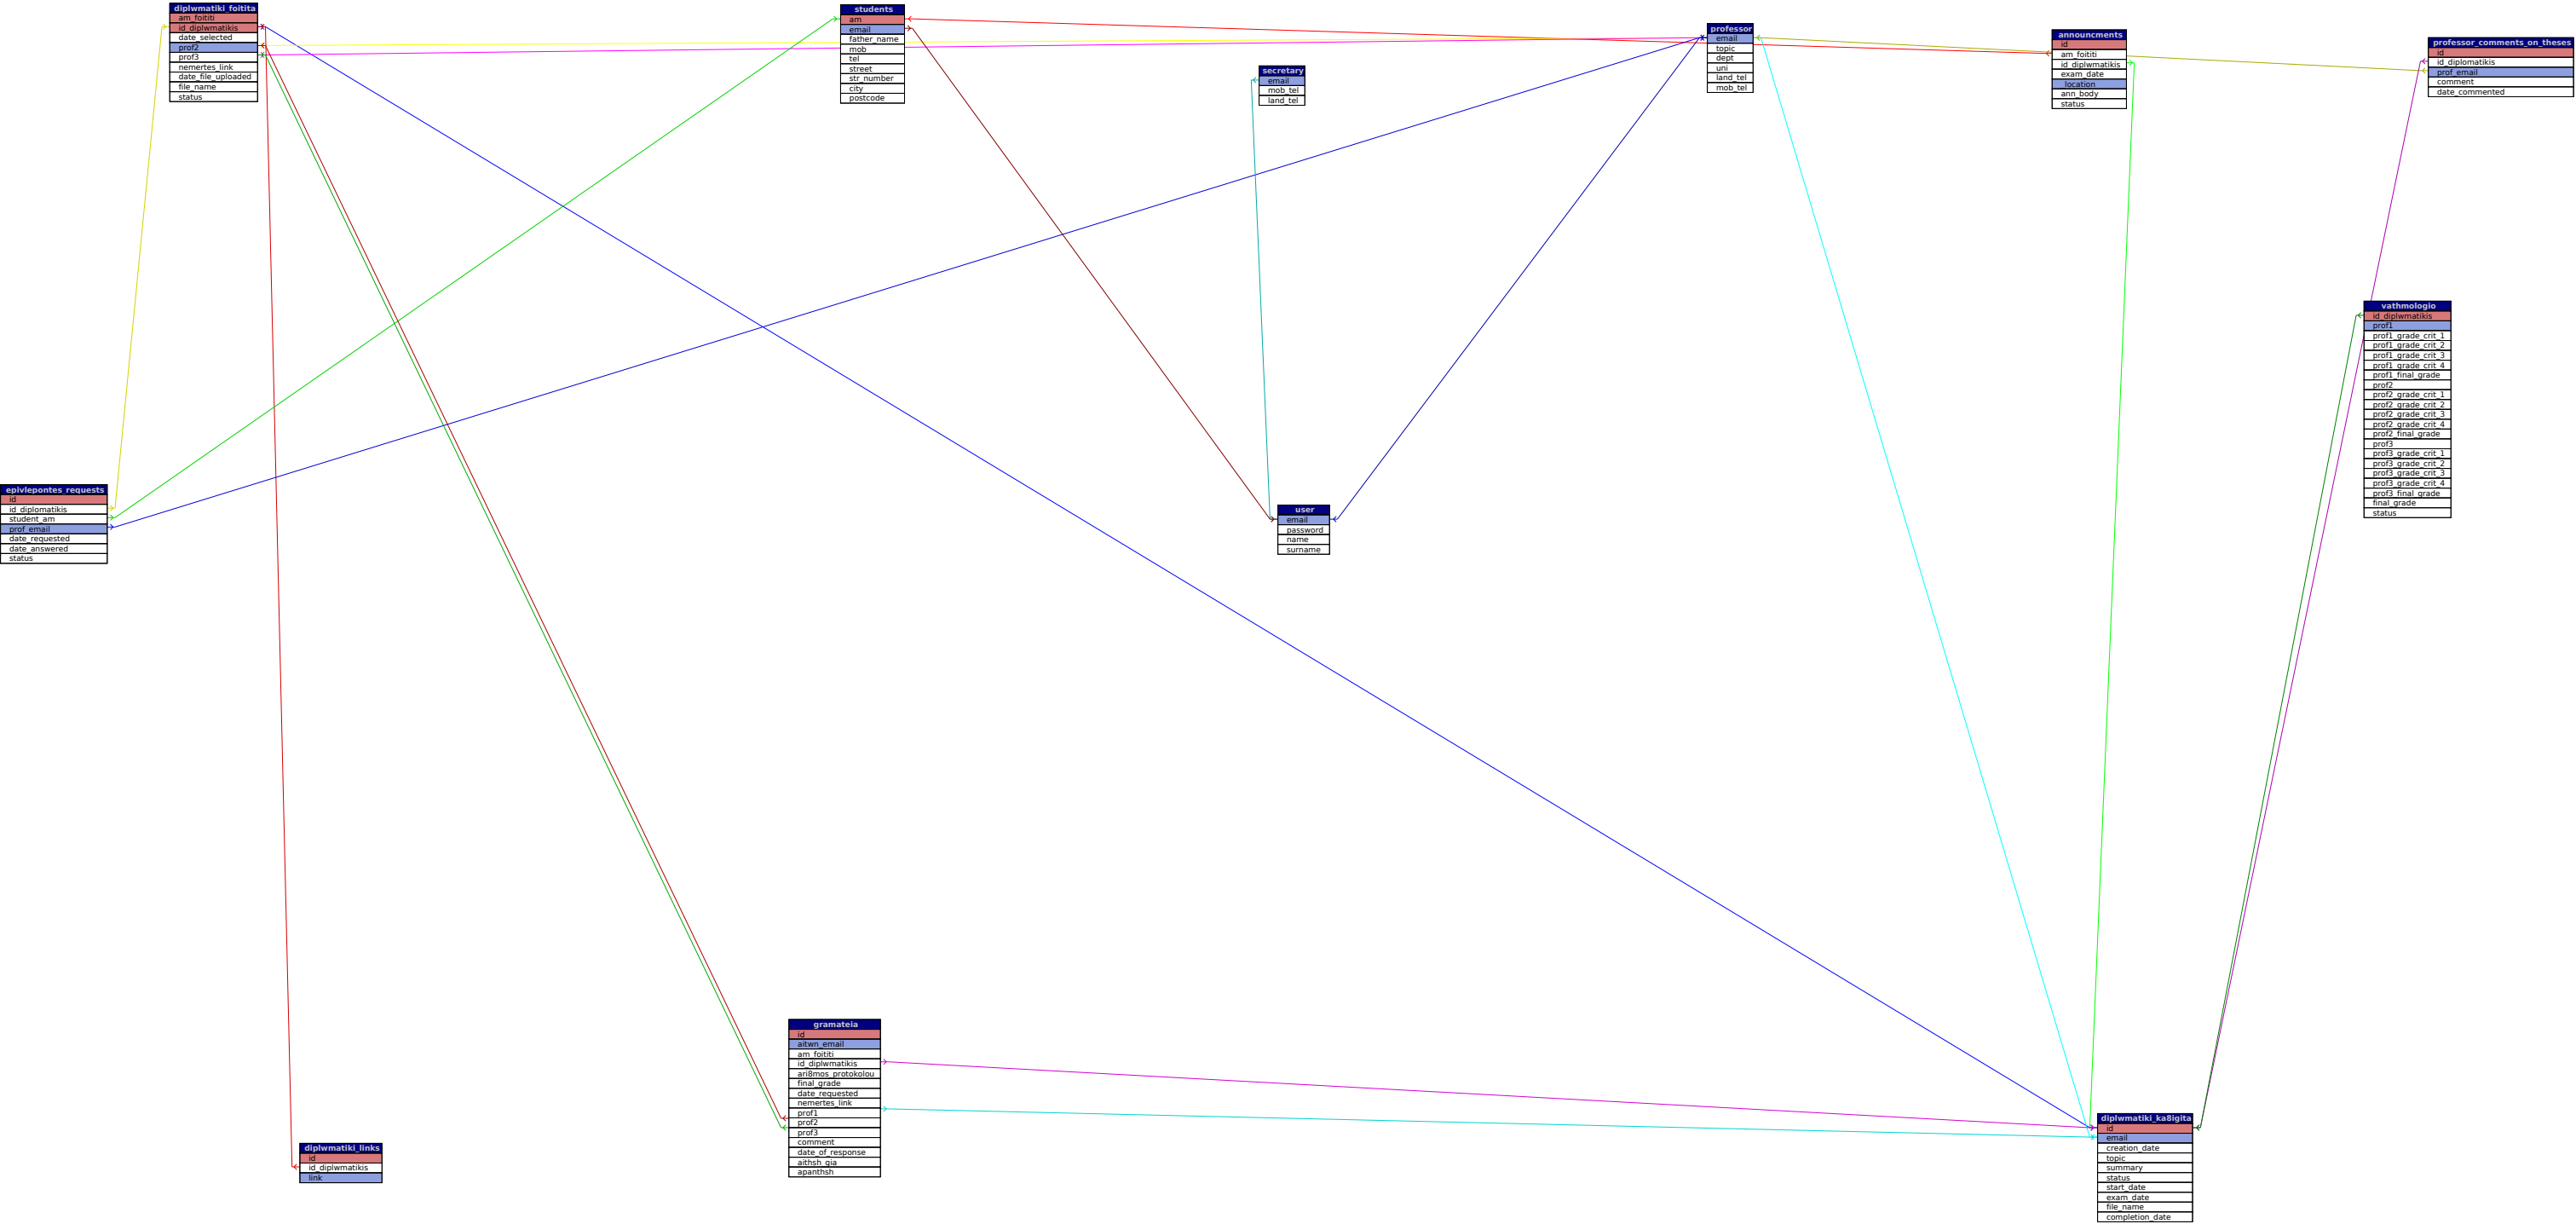 diplwmatiki_foitita
am_foititi
id_diplwmatikis
date_selected
prof2
prof3
nemertes_link
date_file_uploaded
file_name
status
students
am
email
father_name
mob
tel
street
str_number
city
postcode
secretary
email
mob_tel
land_tel
professor
email
topic
dept
uni
land_tel
mob_tel
announcments
id
am_foititi
id_diplwmatikis
exam_date
location
ann_body
status
professor_comments_on_theses
id
id_diplomatikis
prof_email
comment
date_commented
vathmologio
id_diplwmatikis
prof1
prof1_grade_crit_1
prof1_grade_crit_2
prof1_grade_crit_3
prof1_grade_crit_4
prof1_final_grade
prof2
prof2_grade_crit_1
prof2_grade_crit_2
prof2_grade_crit_3
prof2_grade_crit_4
prof2_final_grade
prof3
prof3_grade_crit_1
prof3_grade_crit_2
prof3_grade_crit_3
prof3_grade_crit_4
prof3_final_grade
final_grade
status
epivlepontes_requests
id
id_diplomatikis
student_am
prof_email
date_requested
date_answered
status
user
email
password
name
surname
gramateia
id
aitwn_email
am_foititi
id_diplwmatikis
ari8mos_protokolou
final_grade
date_requested
nemertes_link
prof1
prof2
prof3
comment
date_of_response
aithsh_gia
apanthsh
diplwmatiki_links
id
id_diplwmatikis
link
diplwmatiki_ka8igita
id
email
creation_date
topic
summary
status
start_date
exam_date
file_name
completion_date